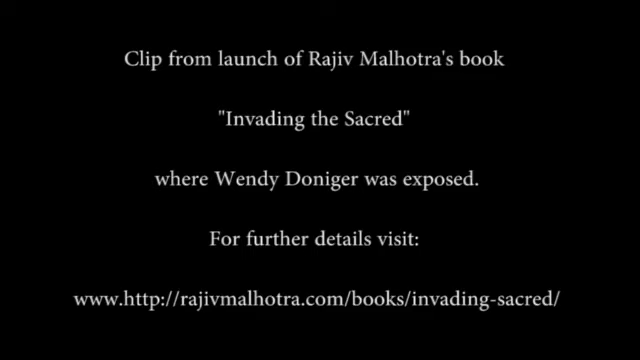 Clip from launch of Rajiv Malhotra's book
"Invading the Sacred"
where Wendy Doniger was exposed.
For further details visit:
www.http://rajivmalhotra.com/books/invading-sacred/